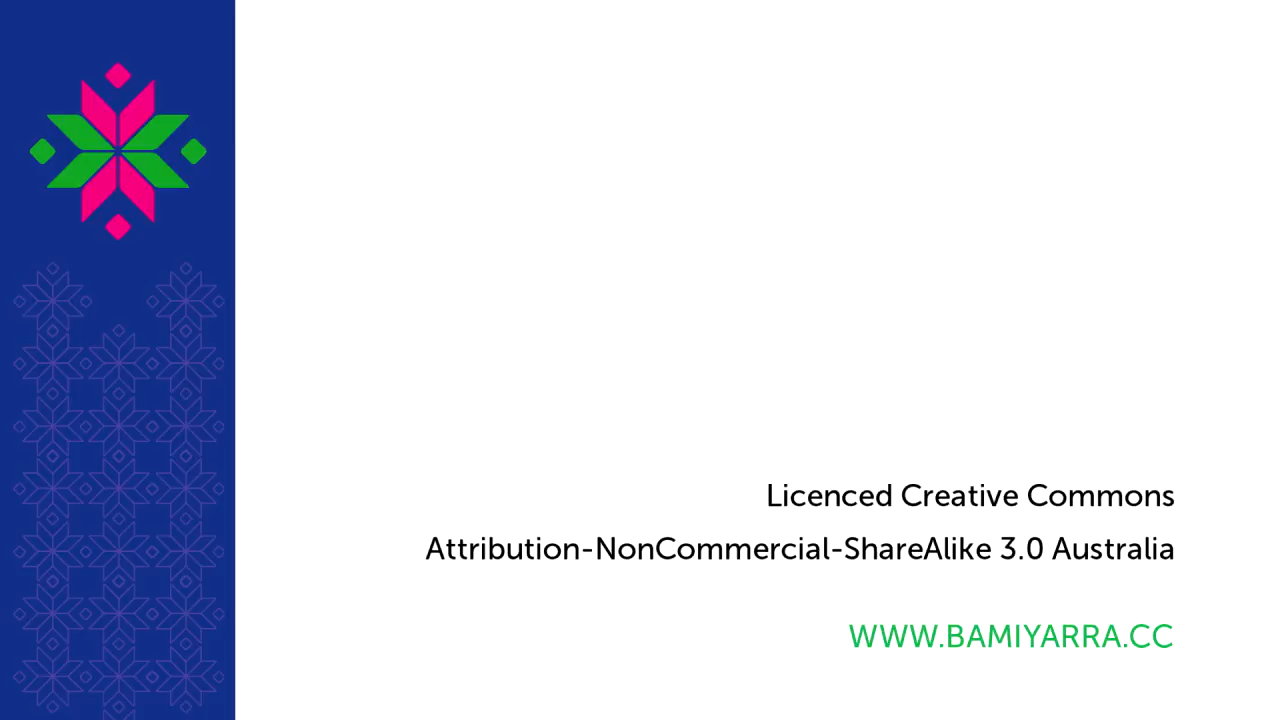 Licenced Creative Commons
Attribution-NonCommercial-ShareAlike 3.0 Australia
WWW.BAMIYARRA.CC